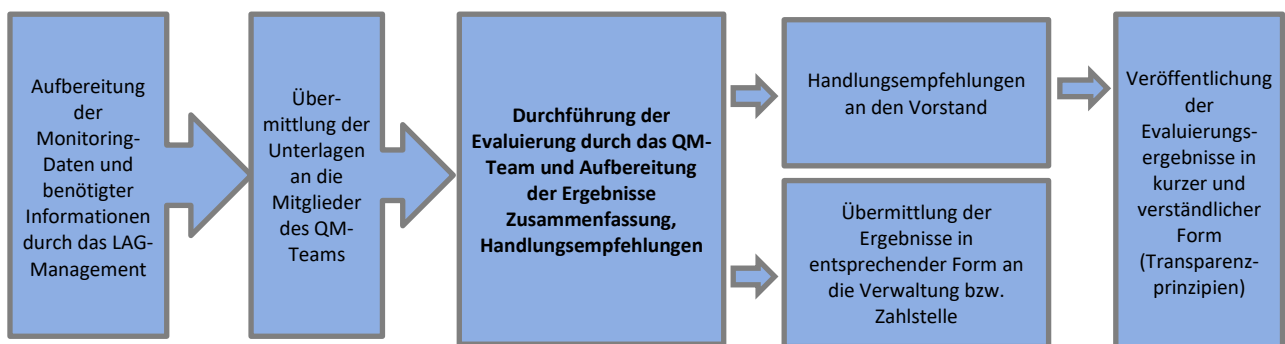 Aufbereitung
der
Monitoring-
Daten und
benötigter
Informationen
durch das LAG-
Management
Über-
mittlung der
Unterlagen
an die
Mitglieder
des QM-
Teams
Durchführung der
Evaluierung durch das QM-
Team und Aufbereitung
der Ergebnisse
Zusammenfassung,
Handlungsempfehlungen
Handlungsempfehlungen
an den Vorstand
Übermittlung der
Ergebnisse in
entsprechender Form an
die Verwaltung bzw.
Zahlstelle
Veröffentlichung
der
Evaluierungs-
ergebnisse in
kurzer und
verständlicher
Form
(Transparenz-
prinzipien)